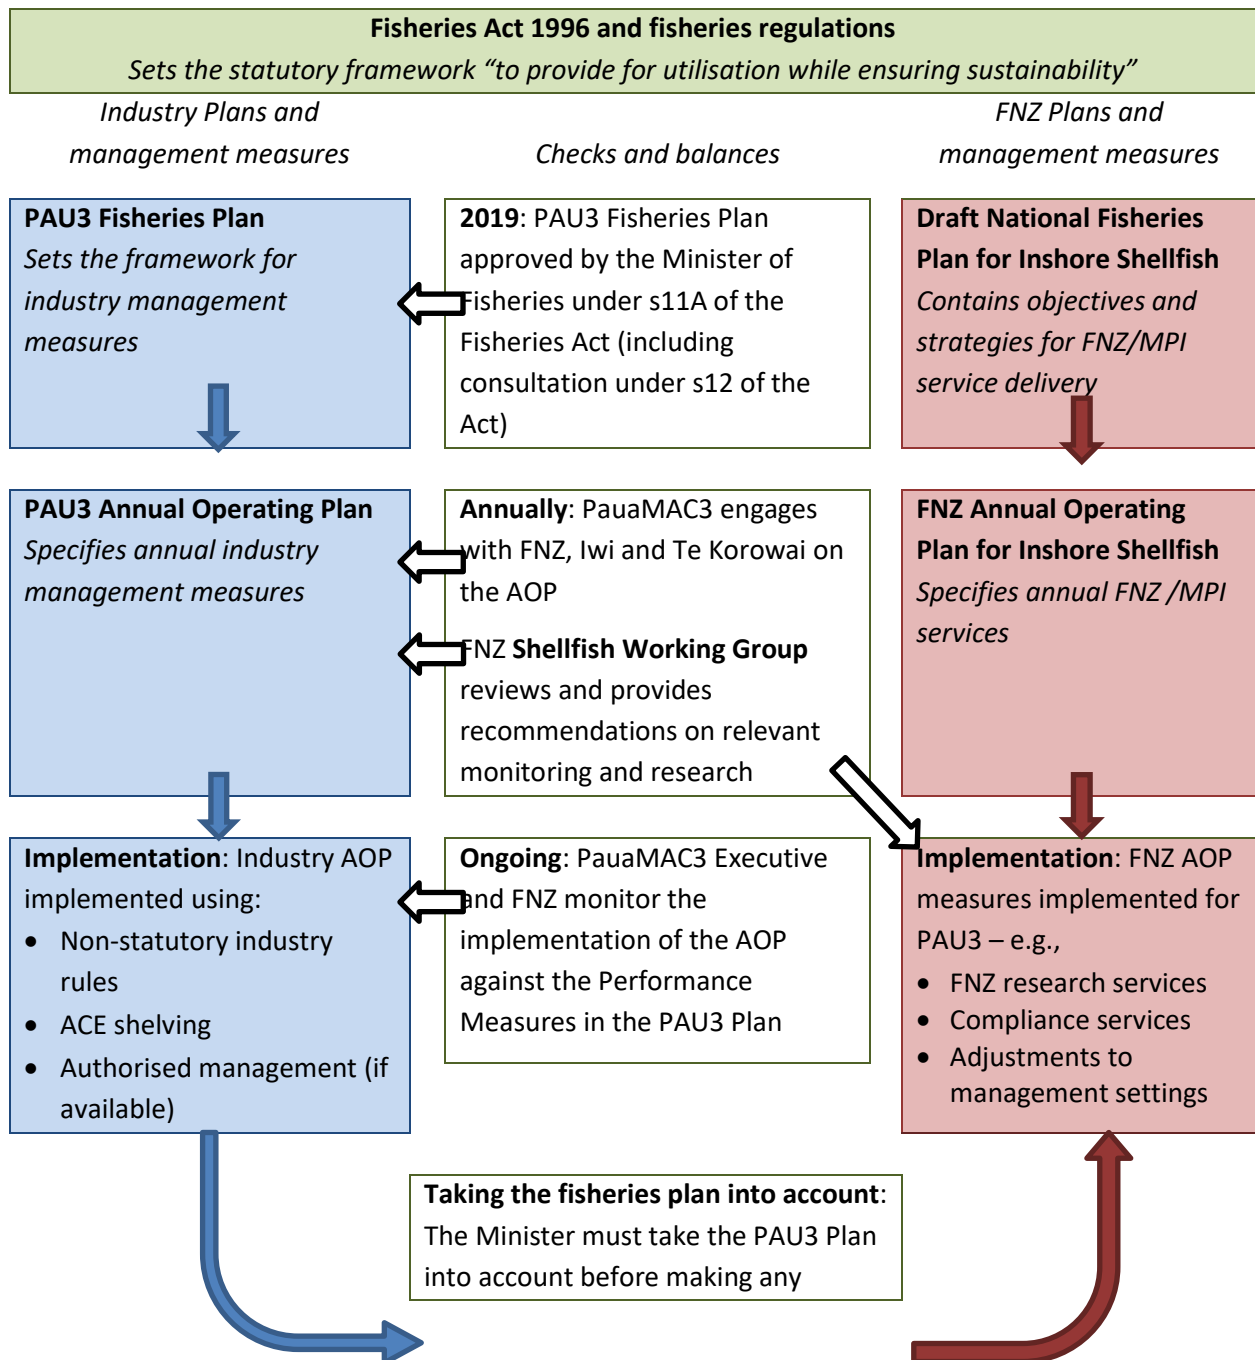 Fisheries Act 1996 and fisheries regulations
Sets the statutory framework “to provide for utilisation while ensuring sustainability”
Industry Plans and
management measures
Checks and balances
FNZ Plans and
management measures
PAU3 Fisheries Plan
Sets the framework for
industry management
measures
2019: PAU3 Fisheries Plan
approved by the Minister of
Fisheries under s11A of the
Fisheries Act (including
consultation under s12 of the
Act)
Draft National Fisheries
Plan for Inshore Shellfish
Contains objectives and
strategies for FNZ/MPI
service delivery
PAU3 Annual Operating Plan
Specifies annual industry
management measures
Annually: PauaMAC3 engages
with FNZ, Iwi and Te Korowai on
the AOP
FNZ Shellfish Working Group
reviews and provides
recommendations on relevant
monitoring and research
FNZ Annual Operating
Plan for Inshore Shellfish
Specifies annual FNZ /MPI
services
Implementation: Industry AOP
implemented using:
• Non-statutory industry
rules
• ACE shelving
• Authorised management (if
available)
Ongoing: PauaMAC3 Executive
and FNZ monitor the
implementation of the AOP
against the Performance
Measures in the PAU3 Plan
Implementation: FNZ AOP
measures implemented for
PAU3 – e.g.,
• FNZ research services
• Compliance services
• Adjustments to
management settings
Taking the fisheries plan into account:
The Minister must take the PAU3 Plan
into account before making any